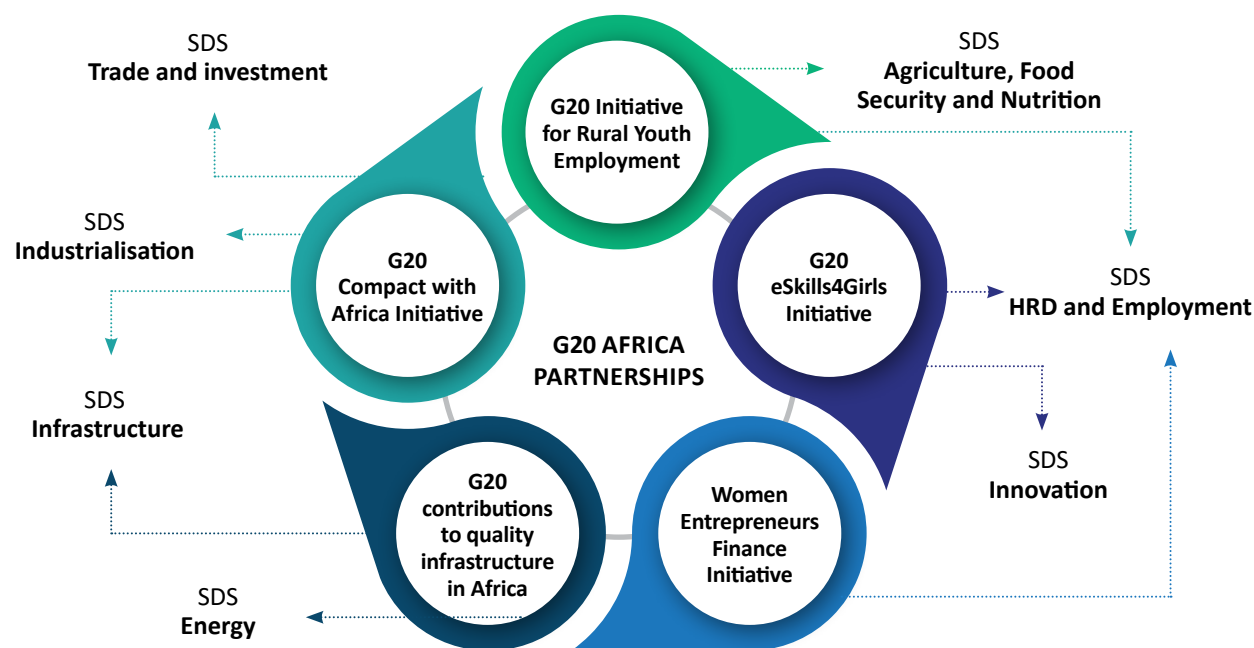 SDS
Trade and investment
SDS
Agriculture, Food
Security and Nutrition
G20 Initiative
for Rural Youth
Employment
SDS
Industrialisation
G20
Compact with
Africa Initiative
G20
eSkills4Girls
Initiative
SDS
HRD and Employment
G20 AFRICA
PARTNERSHIPS
SDS
Infrastructure
SDS
Innovation
G20
contributions
to quality
infrastructure
in Africa
Women
Entrepreneurs
Finance
Initiative
SDS
Energy